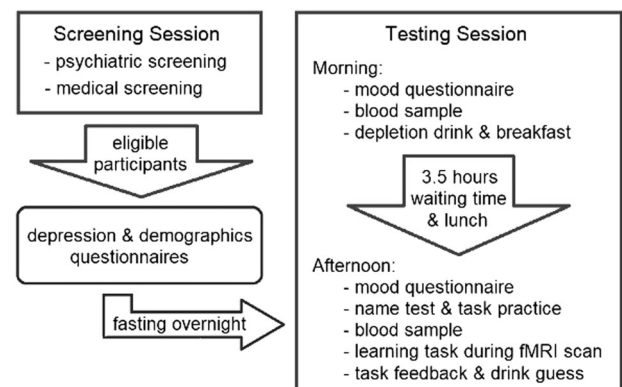 Screening Session
- psychiatric screening
- medical screening
eligible
participants
depression & demographics
questionnaires
fasting overnight
Testing Session
Morning:
- mood questionnaire
- blood sample
- depletion drink & breakfast
3.5 hours
waiting time
& lunch
Afternoon:
- mood questionnaire
- name test & task practice
- blood sample
- learning task during fMRI scan
- task feedback & drink guess